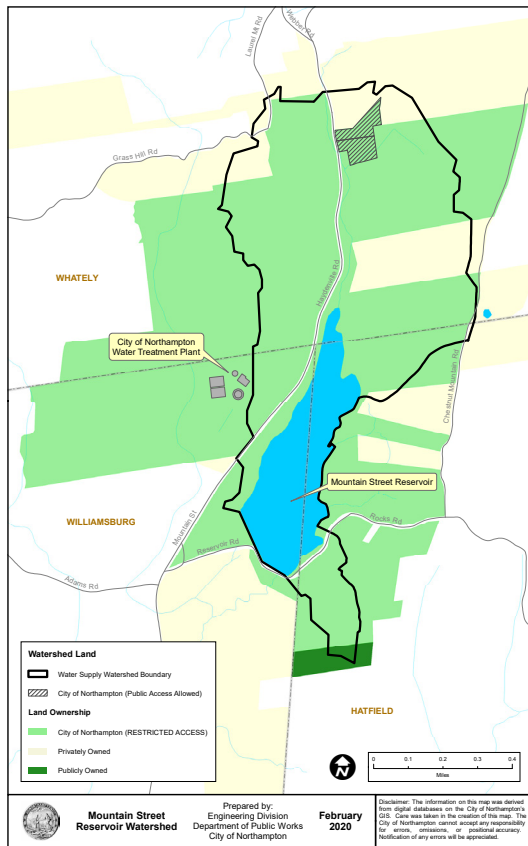 Laurel Mt Rd
Webber Rd
Grass Hill Rd
Haydenville Rd
WHATELY
City of Northampton
Water Treatment Plant
Chestnut Mountain Rd
Mountain Street Reservoir
WILLIAMSBURG
Mountain St
Rocks Rd
Reservoir Rd
Adams Rd
HATFIELD
Watershed Land
Water Supply Watershed Boundary
City of Northampton (Public Access Allowed)
Land Ownership
City of Northampton (RESTRICTED ACCESS)
Privately Owned
Publicly Owned
N
0 0.1 0.2 0.3 0.4
Miles
Mountain Street
Reservoir Watershed
Prepared by:
Engineering Division
Department of Public Works
City of Northampton
February
2020
Disclaimer: The information on this map was derived
from digital databases on the City of Northampton's
GIS. Care was taken in the creation of this map. The
City of Northampton cannot accept any responsibility
for errors, omissions, or positional accuracy.
Notification of any errors will be appreciated.